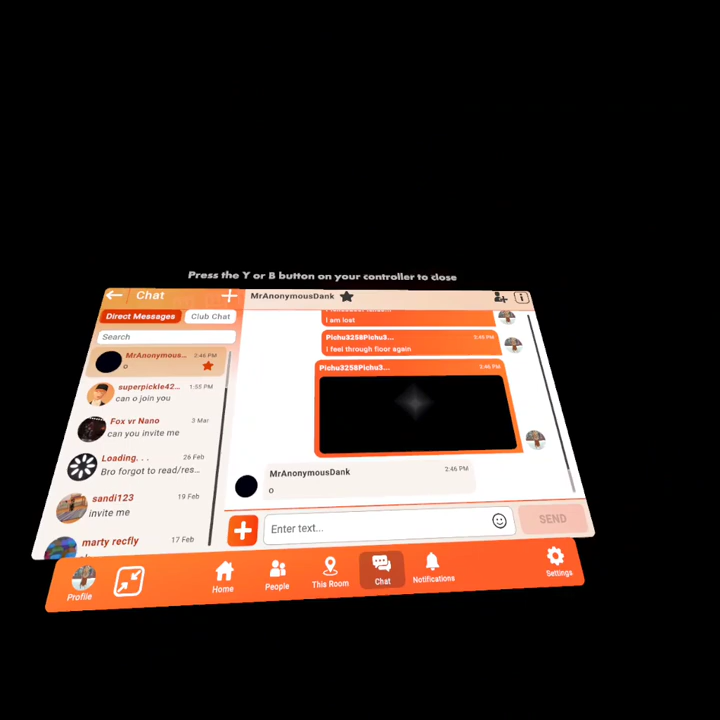 Press the Y or B button on your controller to close
Chat
MrAnonymousDank
Direct Messages
Club Chat
Search
MrAnonymous... 2:46 PM
o
superpickle42... 1:55 PM
can o join you
Fox vr Nano 3 Mar
can you invite me
Loading. . . 26 Feb
Bro forgot to read/res...
sandi123 19 Feb
invite me
marty recfly 17 Feb
I am lost
Pichu3258Pichu3...
I feel through floor again
Pichu3258Pichu3... 2:46 PM
MrAnonymousDank 2:46 PM
o
Enter text...
SEND
Profile
Home
People
This Room
Chat
Notifications
Settings